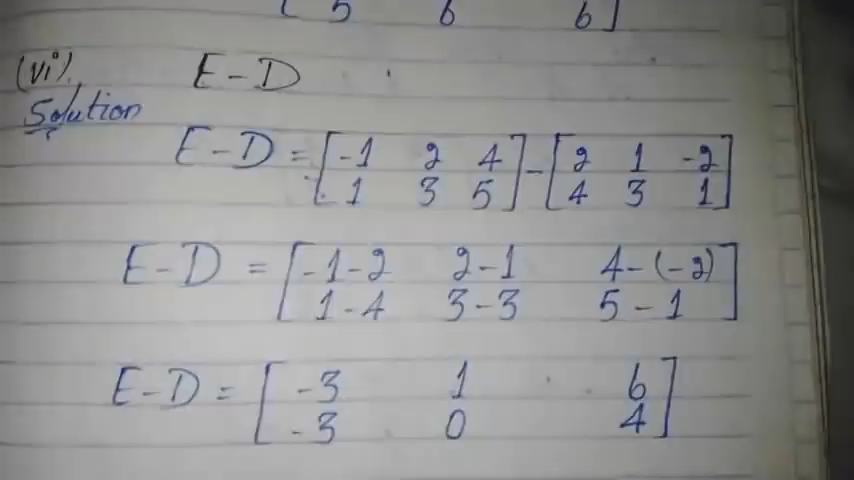 [ 5 6 6 ]
(vi) E - D
Solution
E - D = [ -1 2 4 ] - [ 2 1 -2 ]
[ 1 3 5 ] [ 4 3 1 ]
E - D = [ -1-2 2-1 4-(-2) ]
[ 1-4 3-3 5-1 ]
E - D = [ -3 1 6 ]
[ -3 0 4 ]